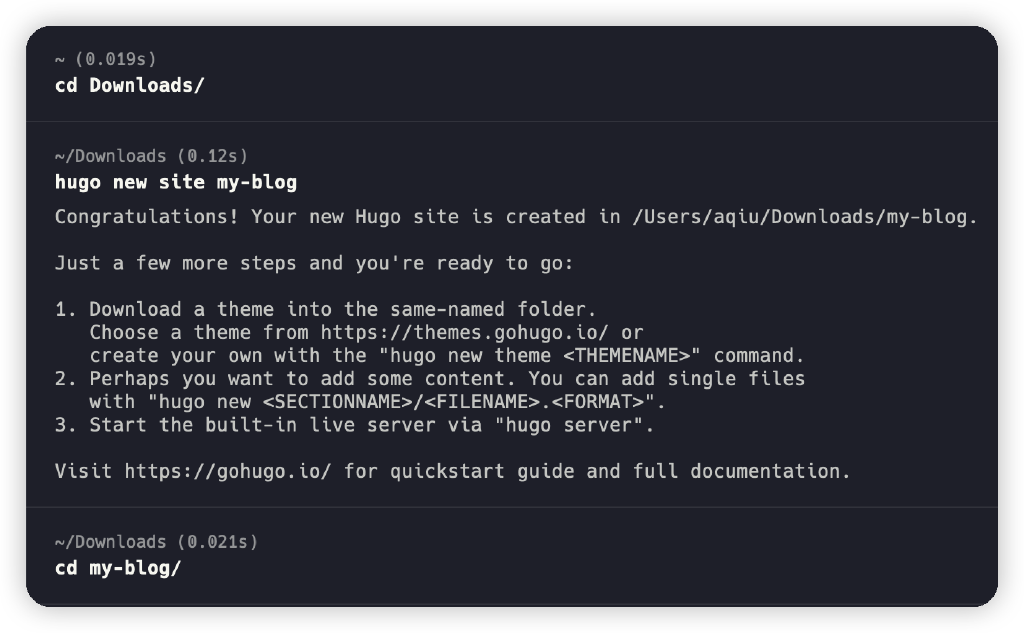 ~ (0.019s)
cd Downloads/
~/Downloads (0.12s)
hugo new site my-blog
Congratulations! Your new Hugo site is created in /Users/aqiu/Downloads/my-blog.
Just a few more steps and you're ready to go:
1. Download a theme into the same-named folder.
   Choose a theme from https://themes.gohugo.io/ or
   create your own with the "hugo new theme <THEMENAME>" command.
2. Perhaps you want to add some content. You can add single files
   with "hugo new <SECTIONNAME>/<FILENAME>.<FORMAT>".
3. Start the built-in live server via "hugo server".
Visit https://gohugo.io/ for quickstart guide and full documentation.
~/Downloads (0.021s)
cd my-blog/